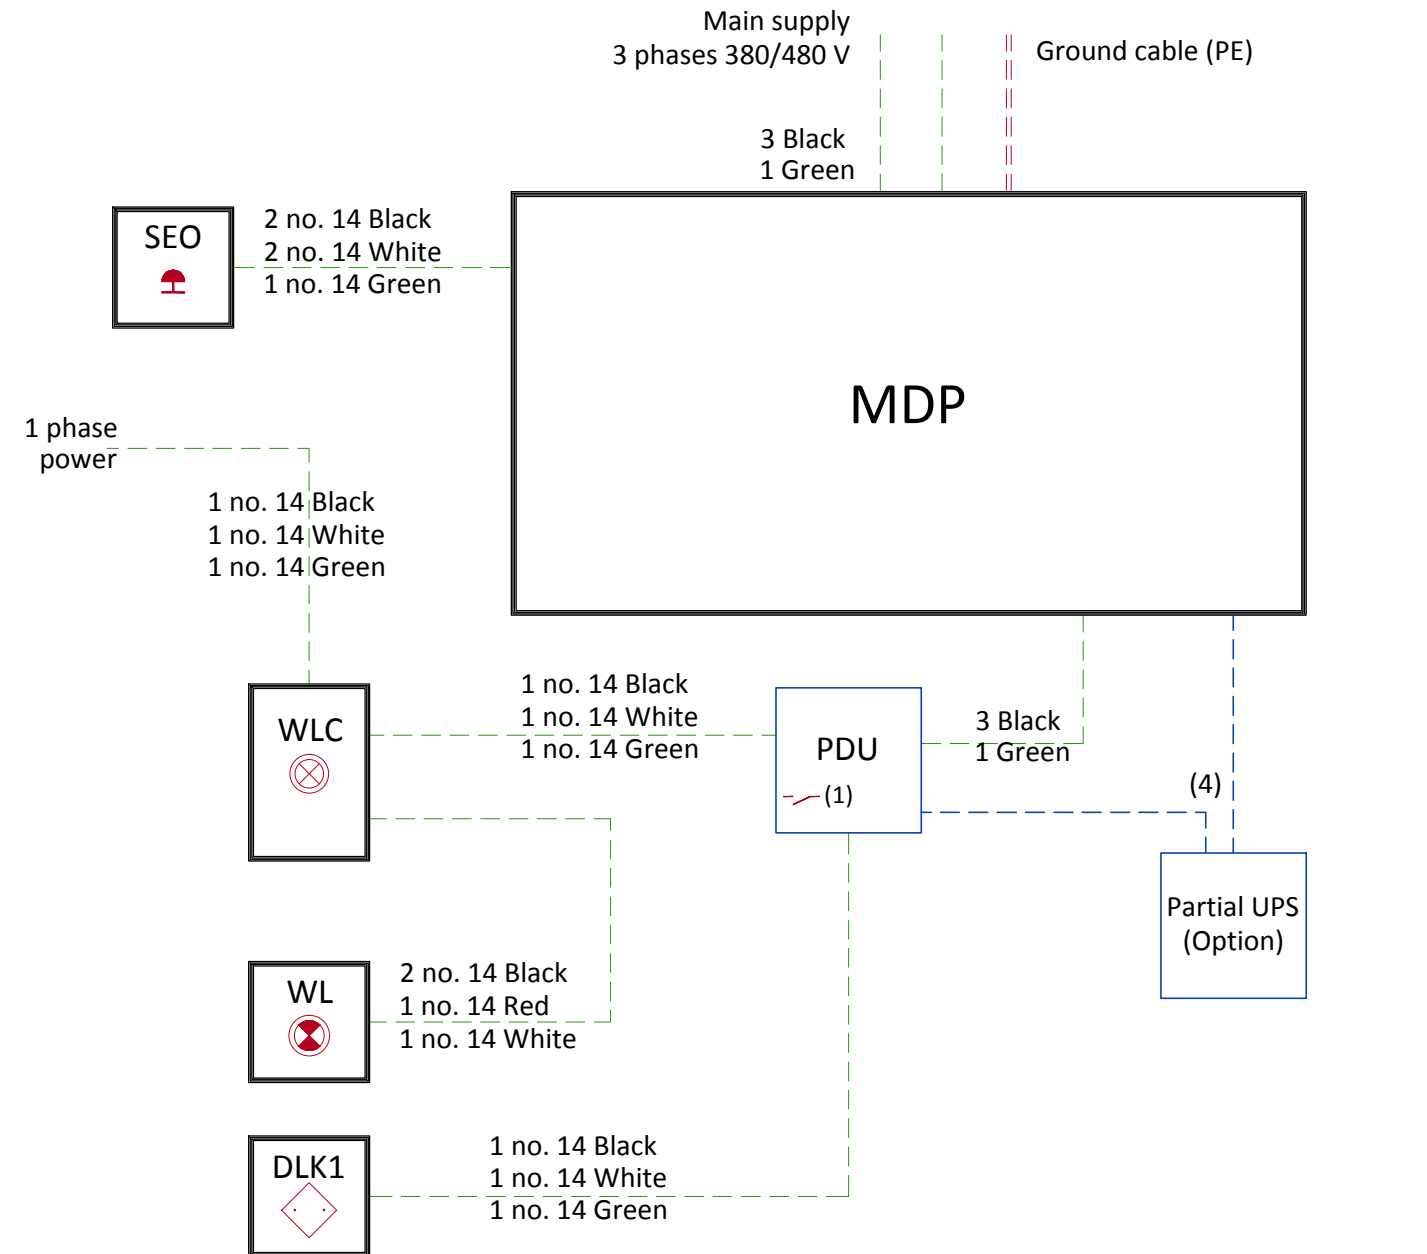 Main supply
3 phases 380/480 V
Ground cable (PE)
3 Black
1 Green
SEO
2 no. 14 Black
2 no. 14 White
1 no. 14 Green
MDP
1 phase
power
1 no. 14 Black
1 no. 14 White
1 no. 14 Green
WLC
1 no. 14 Black
1 no. 14 White
1 no. 14 Green
PDU
(1)
3 Black
1 Green
(4)
Partial UPS
(Option)
WL
2 no. 14 Black
1 no. 14 Red
1 no. 14 White
DLK1
1 no. 14 Black
1 no. 14 White
1 no. 14 Green